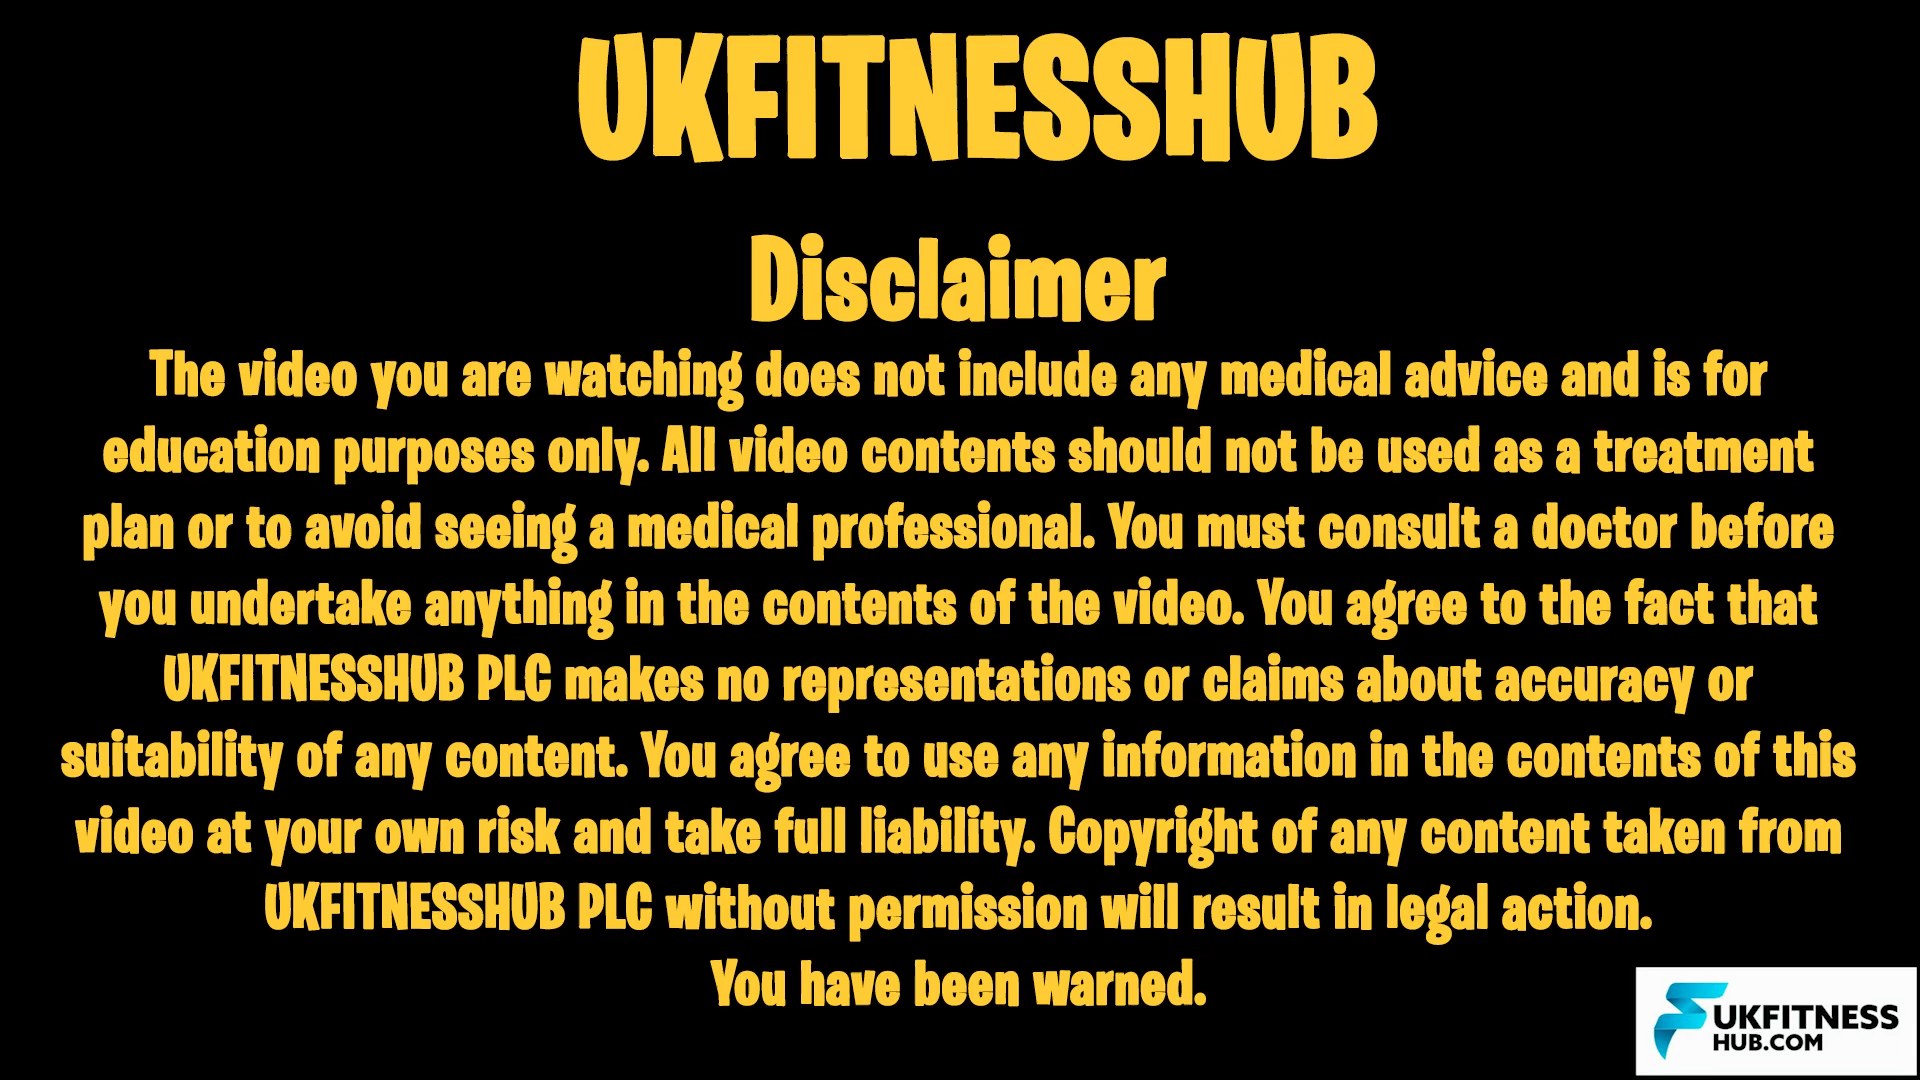 UKFITNESSHUB
Disclaimer
The video you are watching does not include any medical advice and is for
education purposes only. All video contents should not be used as a treatment
plan or to avoid seeing a medical professional. You must consult a doctor before
you undertake anything in the contents of the video. You agree to the fact that
UKFITNESSHUB PLC makes no representations or claims about accuracy or
suitability of any content. You agree to use any information in the contents of this
video at your own risk and take full liability. Copyright of any content taken from
UKFITNESSHUB PLC without permission will result in legal action.
You have been warned.
UKFITNESS
HUB.COM